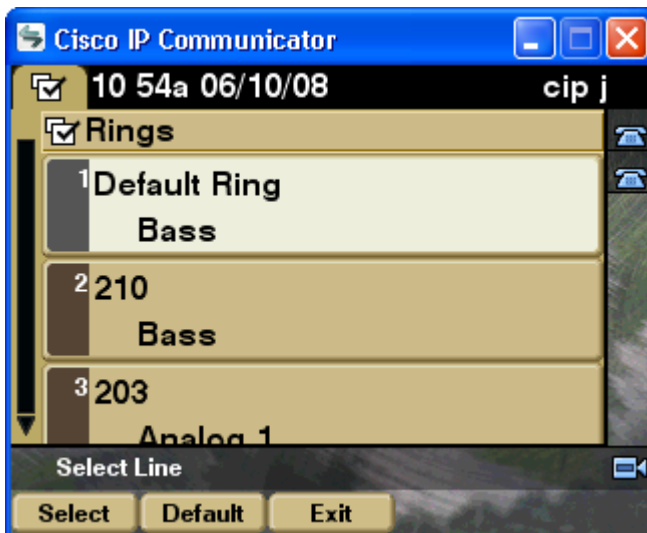 Cisco IP Communicator
10 54a 06/10/08 cip j
Rings
1 Default Ring
Bass
2 210
Bass
3 203
Analog 1
Select Line
Select Default Exit